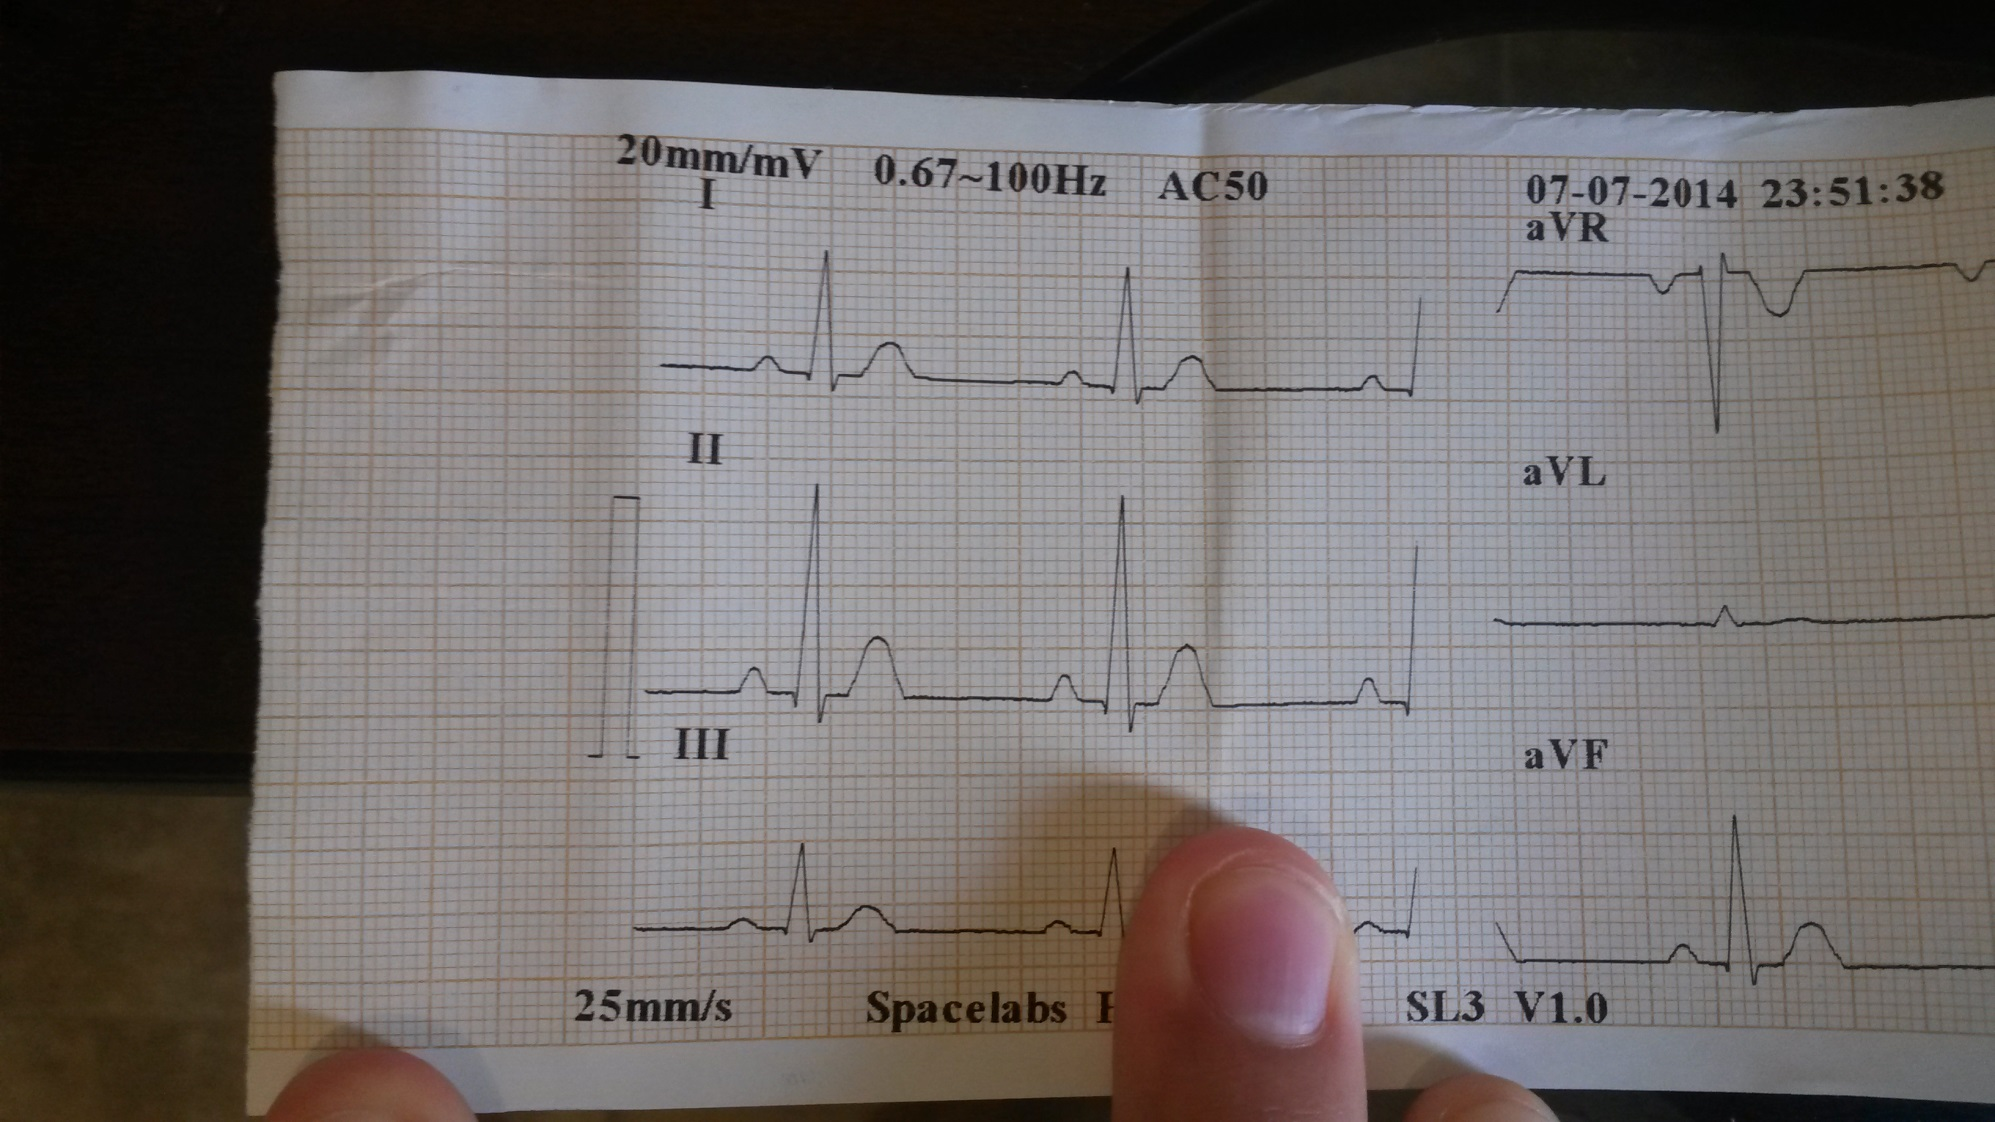 20mm/mV 0.67~100Hz AC50 07-07-2014 23:51:38
I aVR
II aVL
III aVF
25mm/s Spacelabs SL3 V1.0